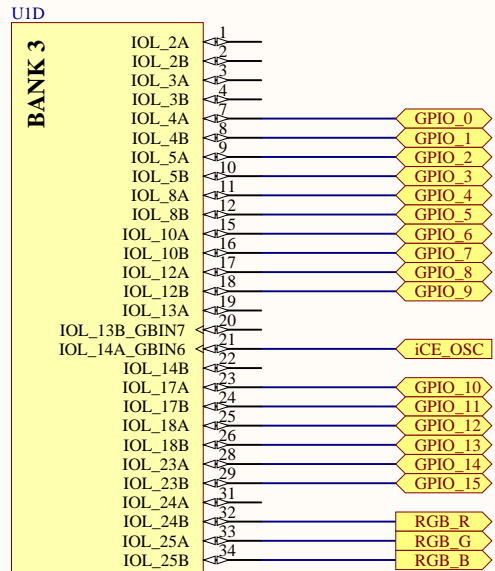 U1D
BANK 3
IOL_2A 1
IOL_2B 2
IOL_3A 3
IOL_3B 4
IOL_4A 7 GPIO_0
IOL_4B 8 GPIO_1
IOL_5A 9 GPIO_2
IOL_5B 10 GPIO_3
IOL_8A 11 GPIO_4
IOL_8B 12 GPIO_5
IOL_10A 15 GPIO_6
IOL_10B 16 GPIO_7
IOL_12A 17 GPIO_8
IOL_12B 18 GPIO_9
IOL_13A 19
IOL_13B_GBIN7 20
IOL_14A_GBIN6 21 iCE_OSC
IOL_14B 22
IOL_17A 23 GPIO_10
IOL_17B 24 GPIO_11
IOL_18A 25 GPIO_12
IOL_18B 26 GPIO_13
IOL_23A 28 GPIO_14
IOL_23B 29 GPIO_15
IOL_24A 31
IOL_24B 32 RGB_R
IOL_25A 33 RGB_G
IOL_25B 34 RGB_B